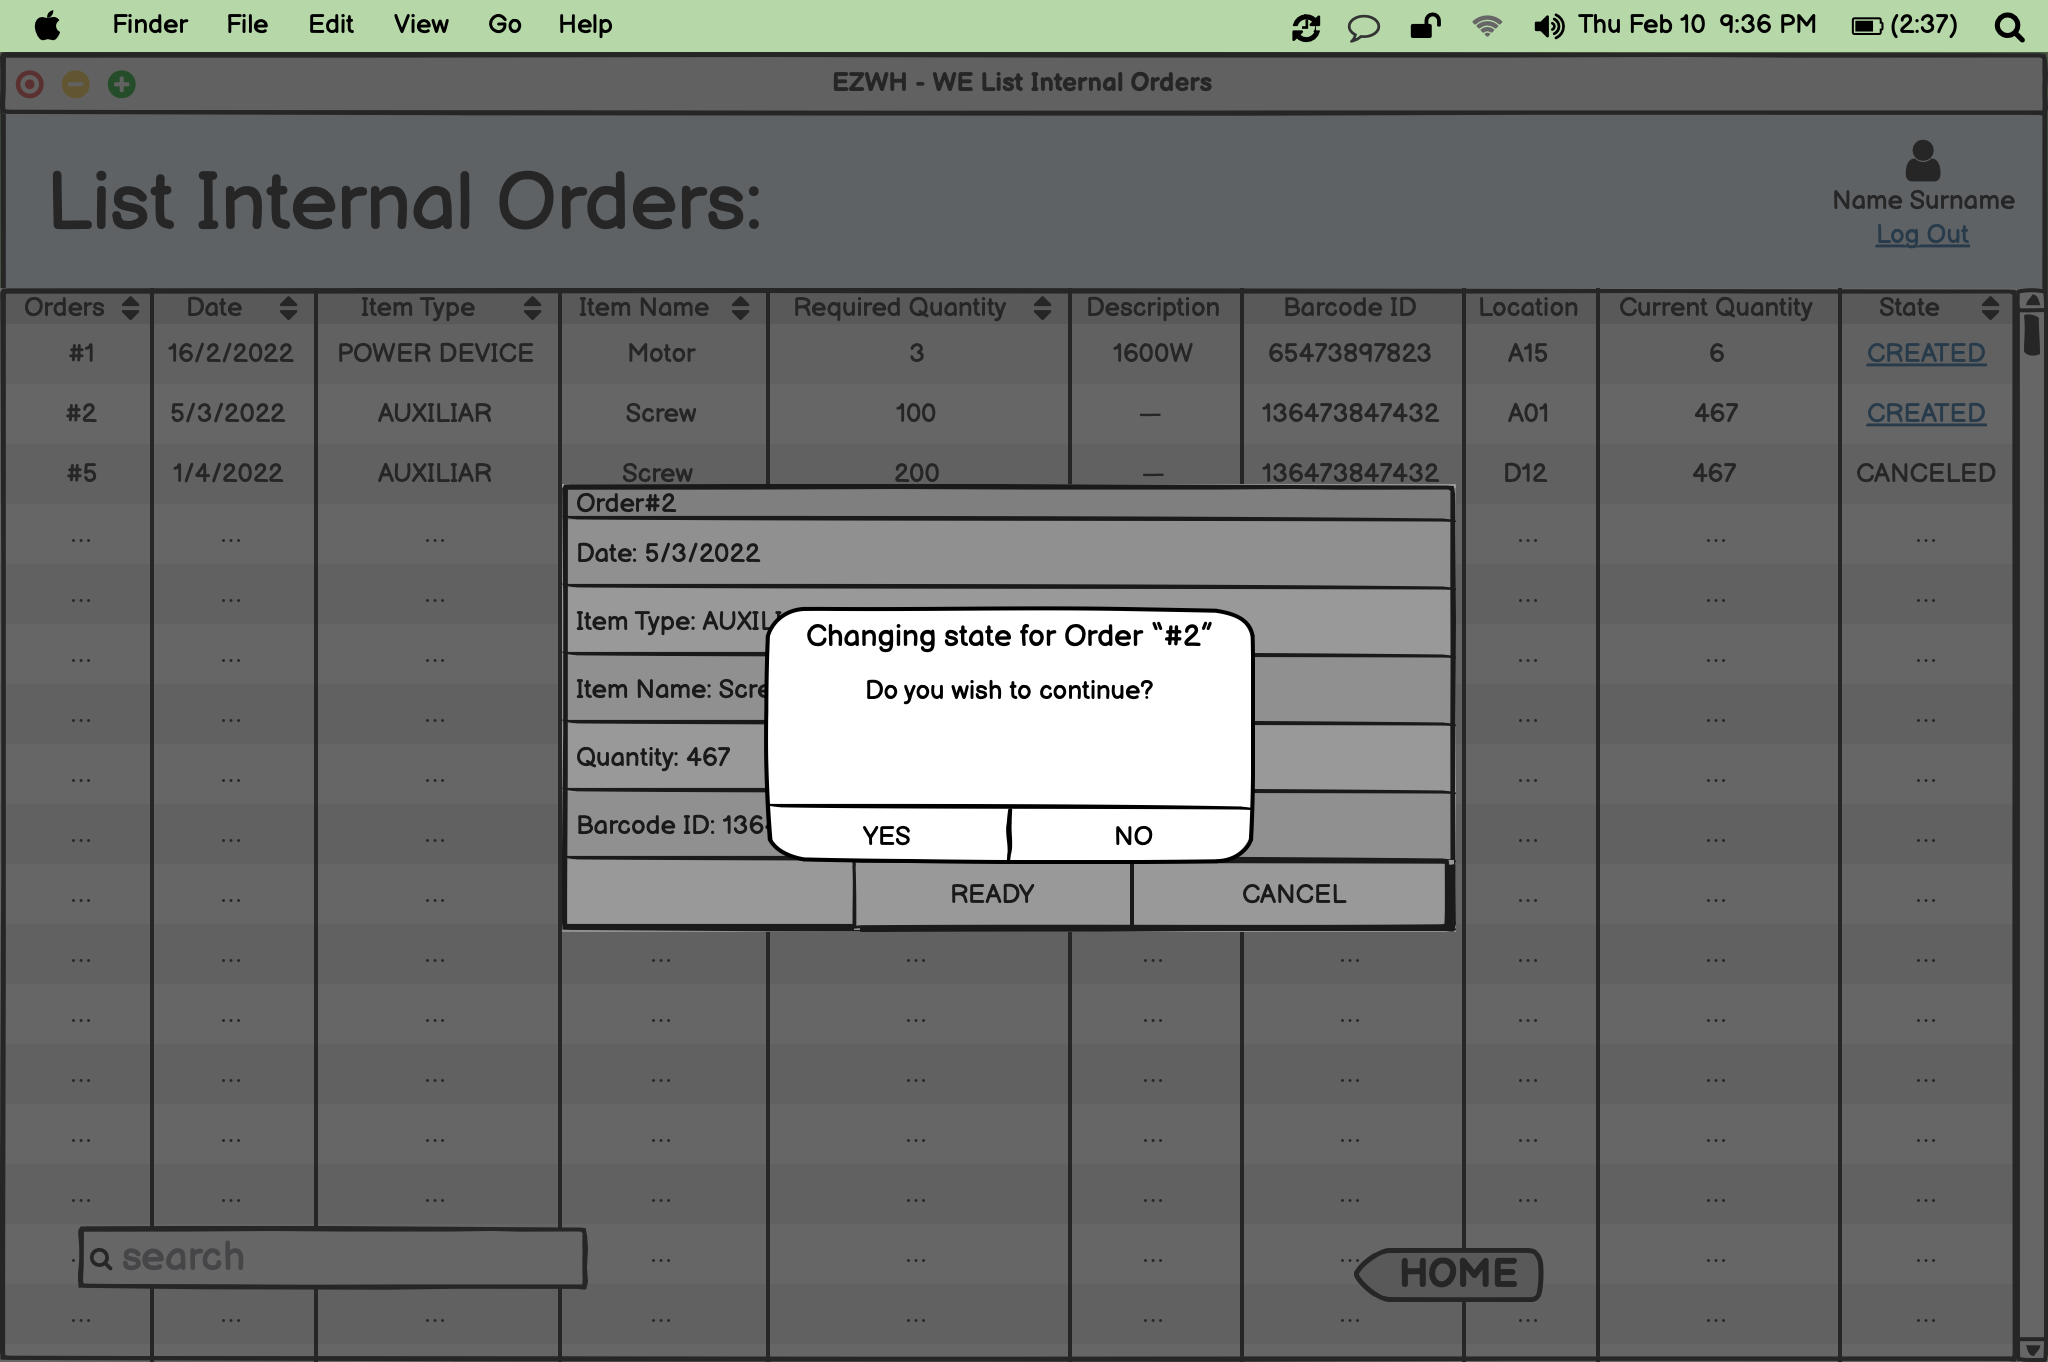 Finder File Edit View Go Help Thu Feb 10 9:36 PM (2:37)
EZWH - WE List Internal Orders
List Internal Orders:
Name Surname
Log Out
Orders Date Item Type Item Name Required Quantity Description Barcode ID Location Current Quantity State
#1 16/2/2022 POWER DEVICE Motor 3 1600W 65473897823 A15 6 CREATED
#2 5/3/2022 AUXILIAR Screw 100 — 136473847432 A01 467 CREATED
#5 1/4/2022 AUXILIAR Screw 200 — 136473847432 D12 467 CANCELED
... ... ... ... ... ...
... ... ... ... ... ...
... ... ... ... ... ...
... ... ... ... ... ...
... ... ... ... ... ...
... ... ... ... ... ...
... ... ... ... ... ...
Order#2
Date: 5/3/2022
Item Type: AUXILI
Item Name: Scre
Quantity: 467
Barcode ID: 136
Changing state for Order “#2”
Do you wish to continue?
YES NO
READY CANCEL
... ... ... ... ... ... ... ... ... ...
... ... ... ... ... ... ... ... ... ...
... ... ... ... ... ... ... ... ... ...
... ... ... ... ... ... ... ... ... ...
... ... ... ... ... ... ... ... ... ...
search ... ... ... ... ... ...
HOME
... ... ... ... ... ... ... ... ... ...